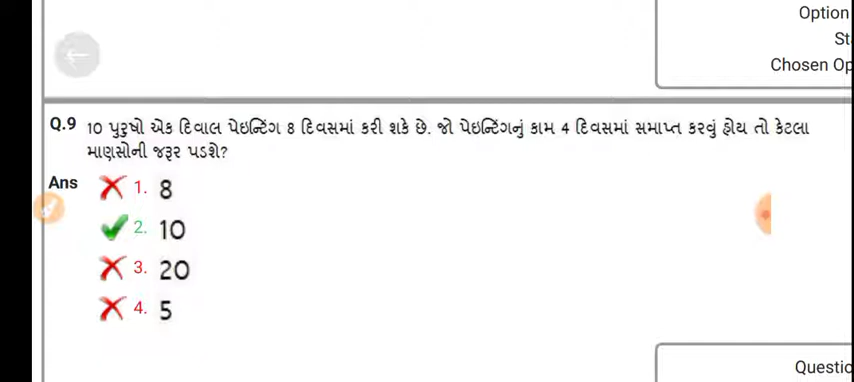 Option
St
Chosen Op
Q.9 10 પુરુષો એક દિવાલ પેઇન્ટિંગ 8 દિવસમાં કરી શકે છે. જો પેઇન્ટિંગનું કામ 4 દિવસમાં સમાપ્ત કરવું હોય તો કેટલા
માણસોની જરૂર પડશે?
Ans 1. 8
2. 10
3. 20
4. 5
Questio